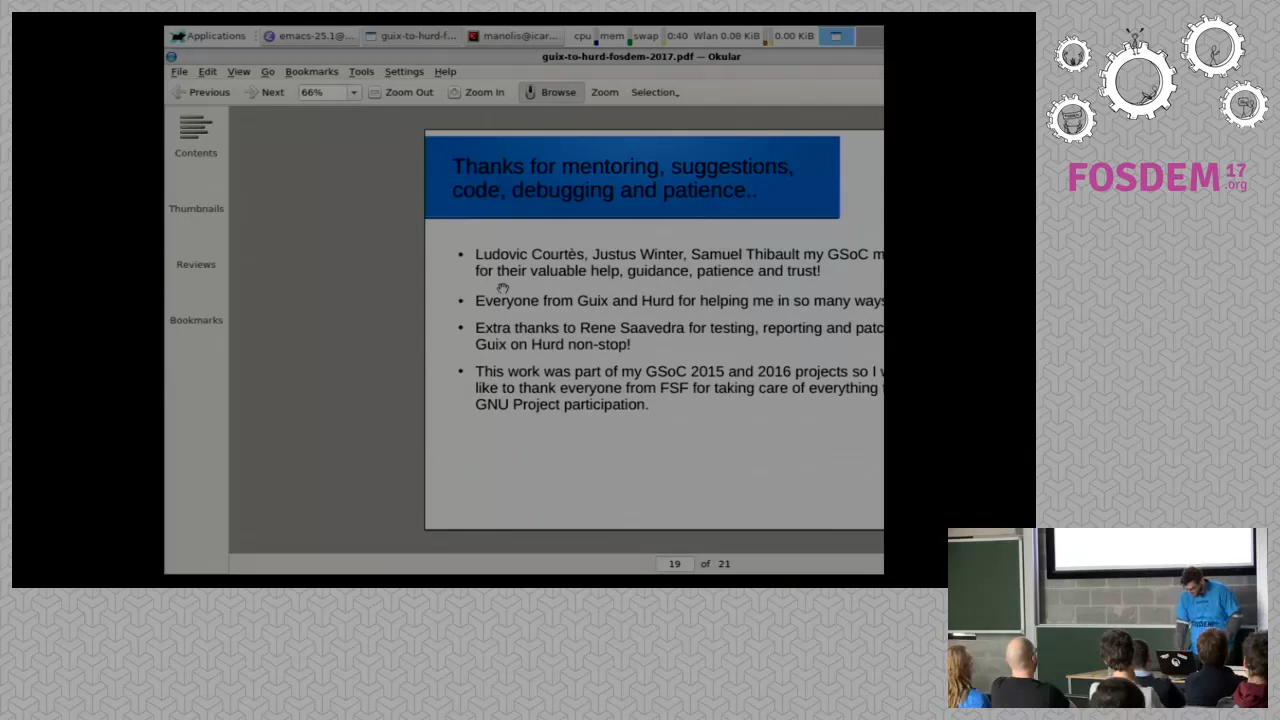 Applications
emacs-25.1@...
guix-to-hurd-f...
manolis@icar...
cpu
mem
swap
0:40
Wlan 0.08 KiB
0.00 KiB
guix-to-hurd-fosdem-2017.pdf — Okular
File Edit View Go Bookmarks Tools Settings Help
Previous Next 66% Zoom Out Zoom In Browse Zoom Selection
Contents
Thumbnails
Reviews
Bookmarks
Thanks for mentoring, suggestions,
code, debugging and patience..
• Ludovic Courtès, Justus Winter, Samuel Thibault my GSoC m
for their valuable help, guidance, patience and trust!
• Everyone from Guix and Hurd for helping me in so many ways
• Extra thanks to Rene Saavedra for testing, reporting and patc
Guix on Hurd non-stop!
• This work was part of my GSoC 2015 and 2016 projects so I w
like to thank everyone from FSF for taking care of everything
GNU Project participation.
19 of 21
FOSDEM 17
.org
FOSDEM